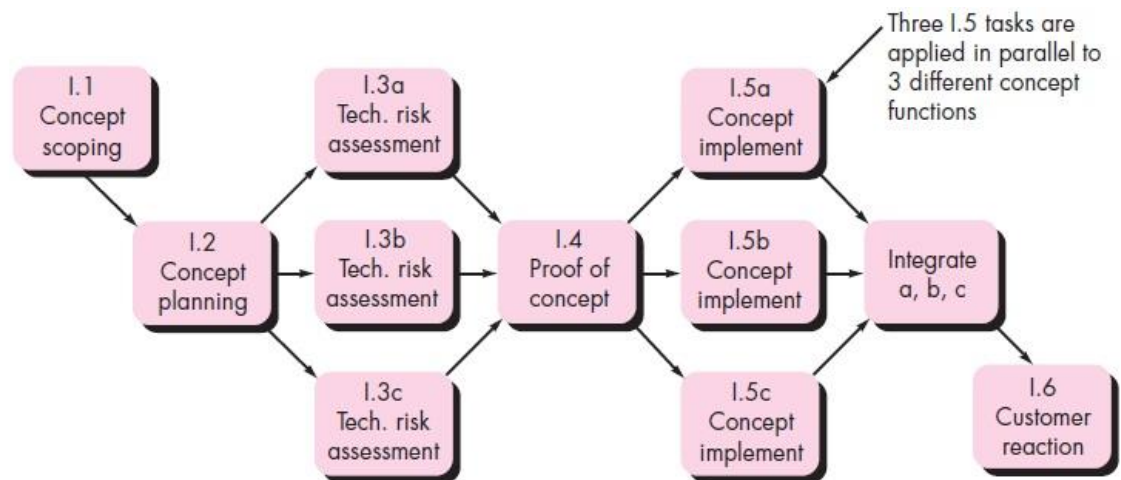 Three I.5 tasks are
applied in parallel to
3 different concept
functions
I.1
Concept
scoping
I.3a
Tech. risk
assessment
I.5a
Concept
implement
I.2
Concept
planning
I.3b
Tech. risk
assessment
I.4
Proof of
concept
I.5b
Concept
implement
Integrate
a, b, c
I.3c
Tech. risk
assessment
I.5c
Concept
implement
I.6
Customer
reaction